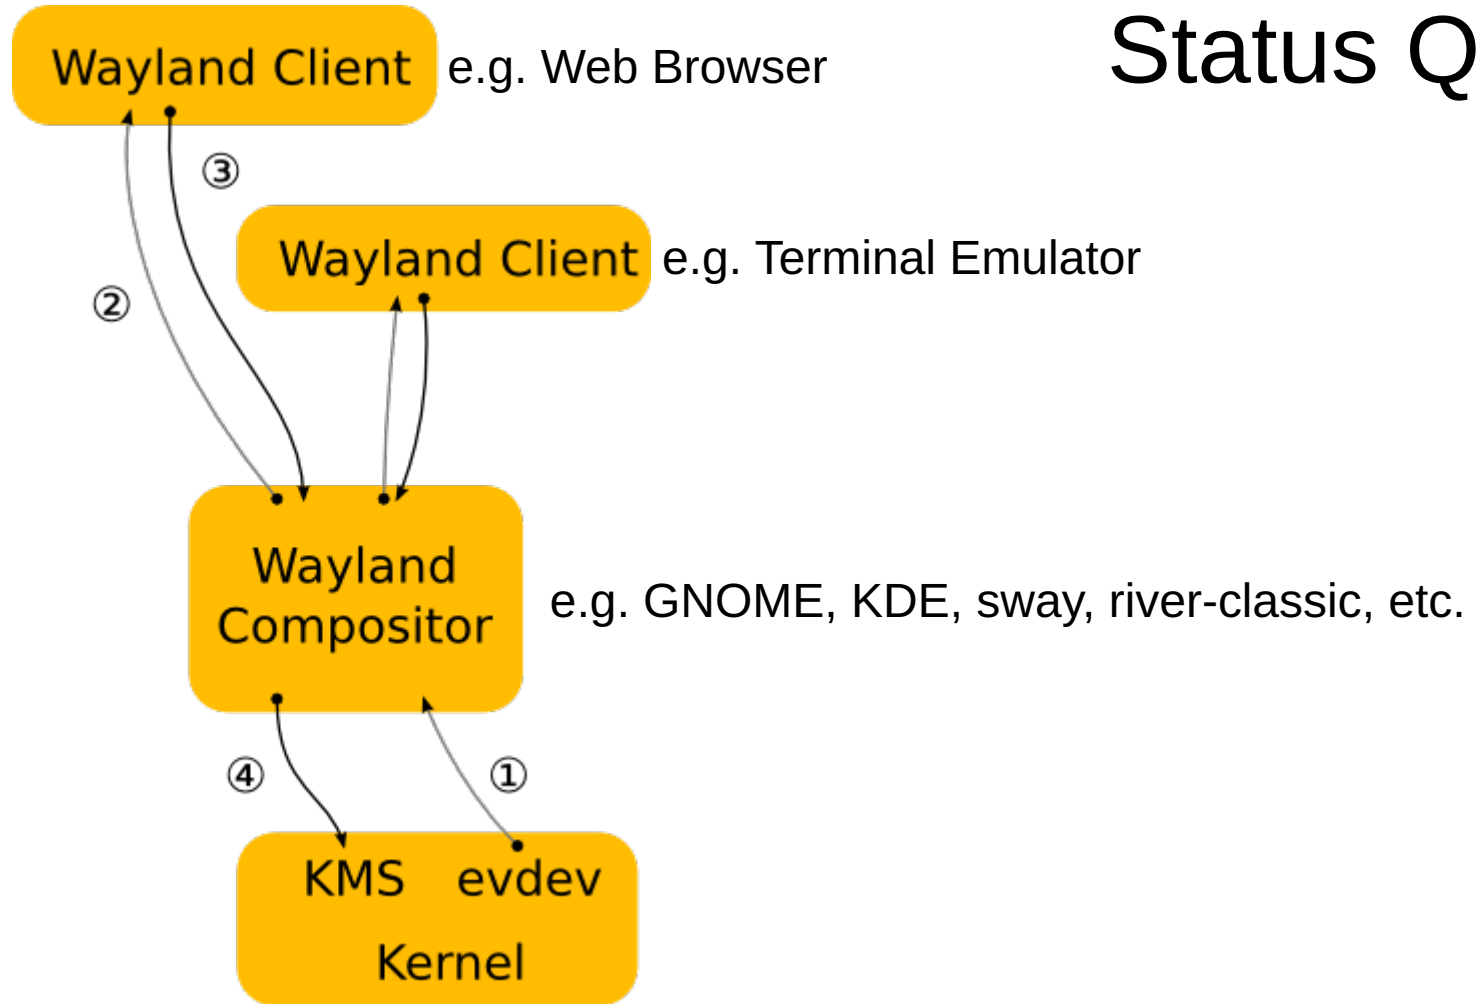 Status Q
Wayland Client e.g. Web Browser
③
Wayland Client e.g. Terminal Emulator
②
Wayland
Compositor
e.g. GNOME, KDE, sway, river-classic, etc.
④ ①
KMS evdev
Kernel